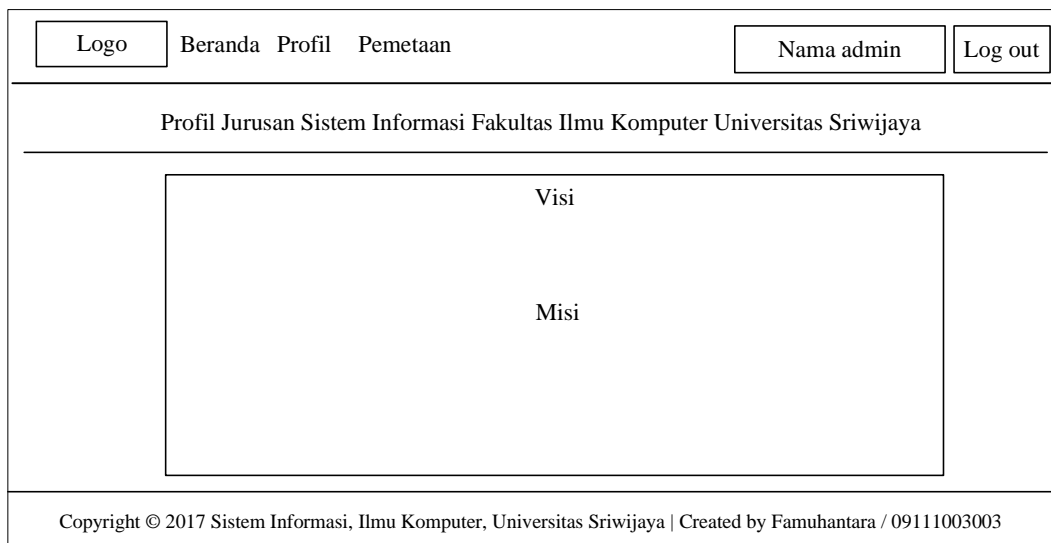 Logo Beranda Profil Pemetaan Nama admin Log out
Profil Jurusan Sistem Informasi Fakultas Ilmu Komputer Universitas Sriwijaya
Visi
Misi
Copyright © 2017 Sistem Informasi, Ilmu Komputer, Universitas Sriwijaya | Created by Famuhantara / 09111003003